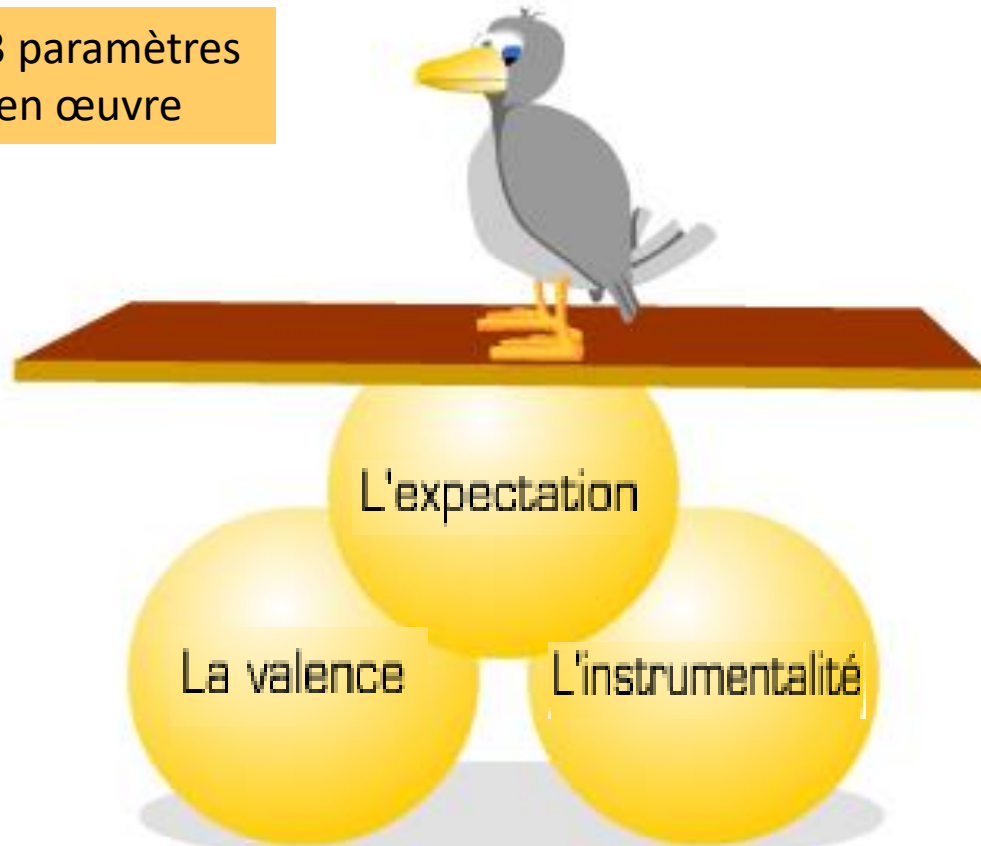 3 paramètres
en œuvre
L'expectation
La valence
L'instrumentalité